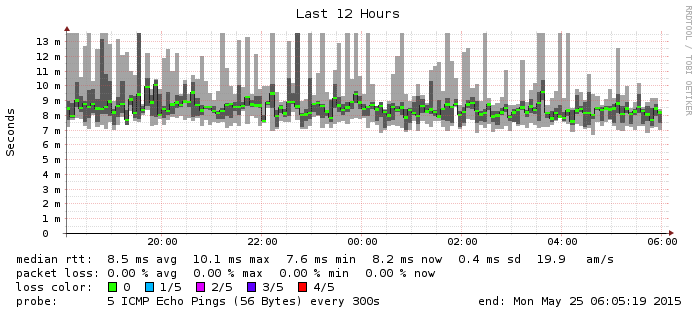 Last 12 Hours
RRDTOOL / TOBI OETIKER
Seconds
13 m
12 m
11 m
10 m
9 m
8 m
7 m
6 m
5 m
4 m
3 m
2 m
1 m
0
20:00 22:00 00:00 02:00 04:00 06:00
median rtt: 8.5 ms avg 10.1 ms max 7.6 ms min 8.2 ms now 0.4 ms sd 19.9 am/s
packet loss: 0.00 % avg 0.00 % max 0.00 % min 0.00 % now
loss color: 0 1/5 2/5 3/5 4/5
probe: 5 ICMP Echo Pings (56 Bytes) every 300s end: Mon May 25 06:05:19 2015